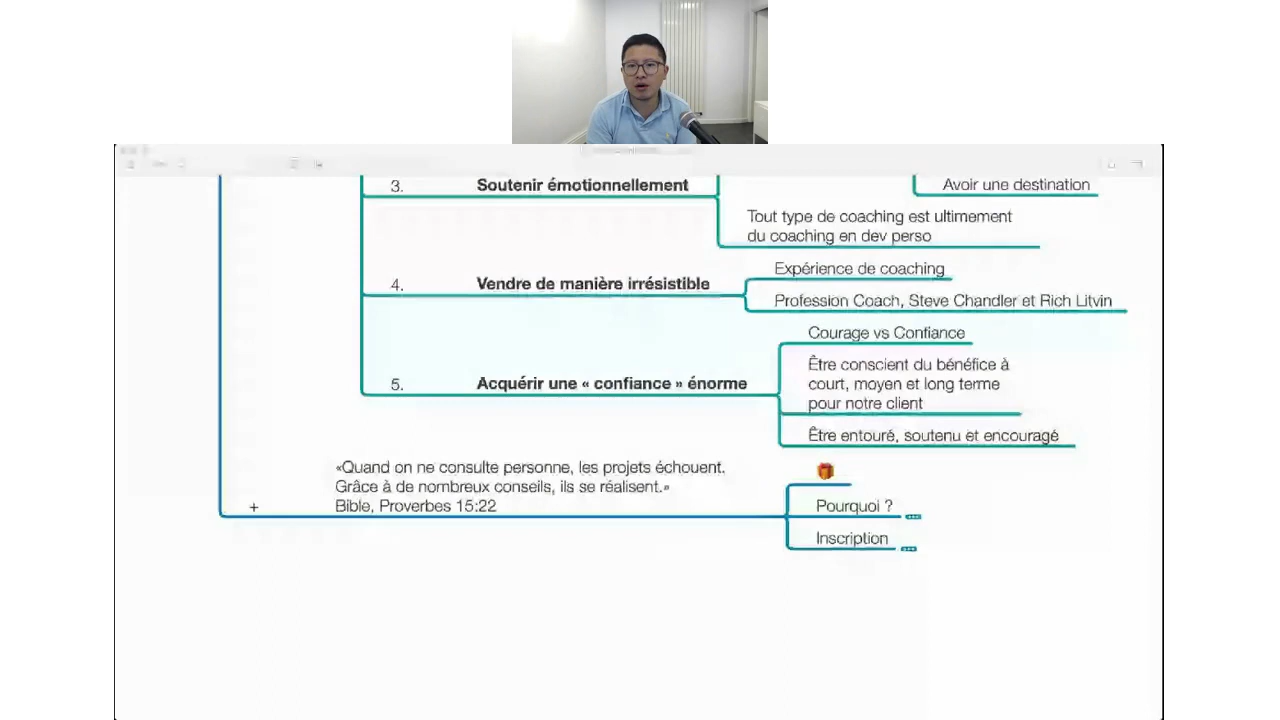 3.
Soutenir émotionnellement
Avoir une destination
Tout type de coaching est ultimement
du coaching en dev perso
4.
Vendre de manière irrésistible
Expérience de coaching
Profession Coach, Steve Chandler et Rich Litvin
5.
Acquérir une « confiance » énorme
Courage vs Confiance
Être conscient du bénéfice à
court, moyen et long terme
pour notre client
Être entouré, soutenu et encouragé
+
«Quand on ne consulte personne, les projets échouent.
Grâce à de nombreux conseils, ils se réalisent.»
Bible, Proverbes 15:22
Pourquoi ?
Inscription